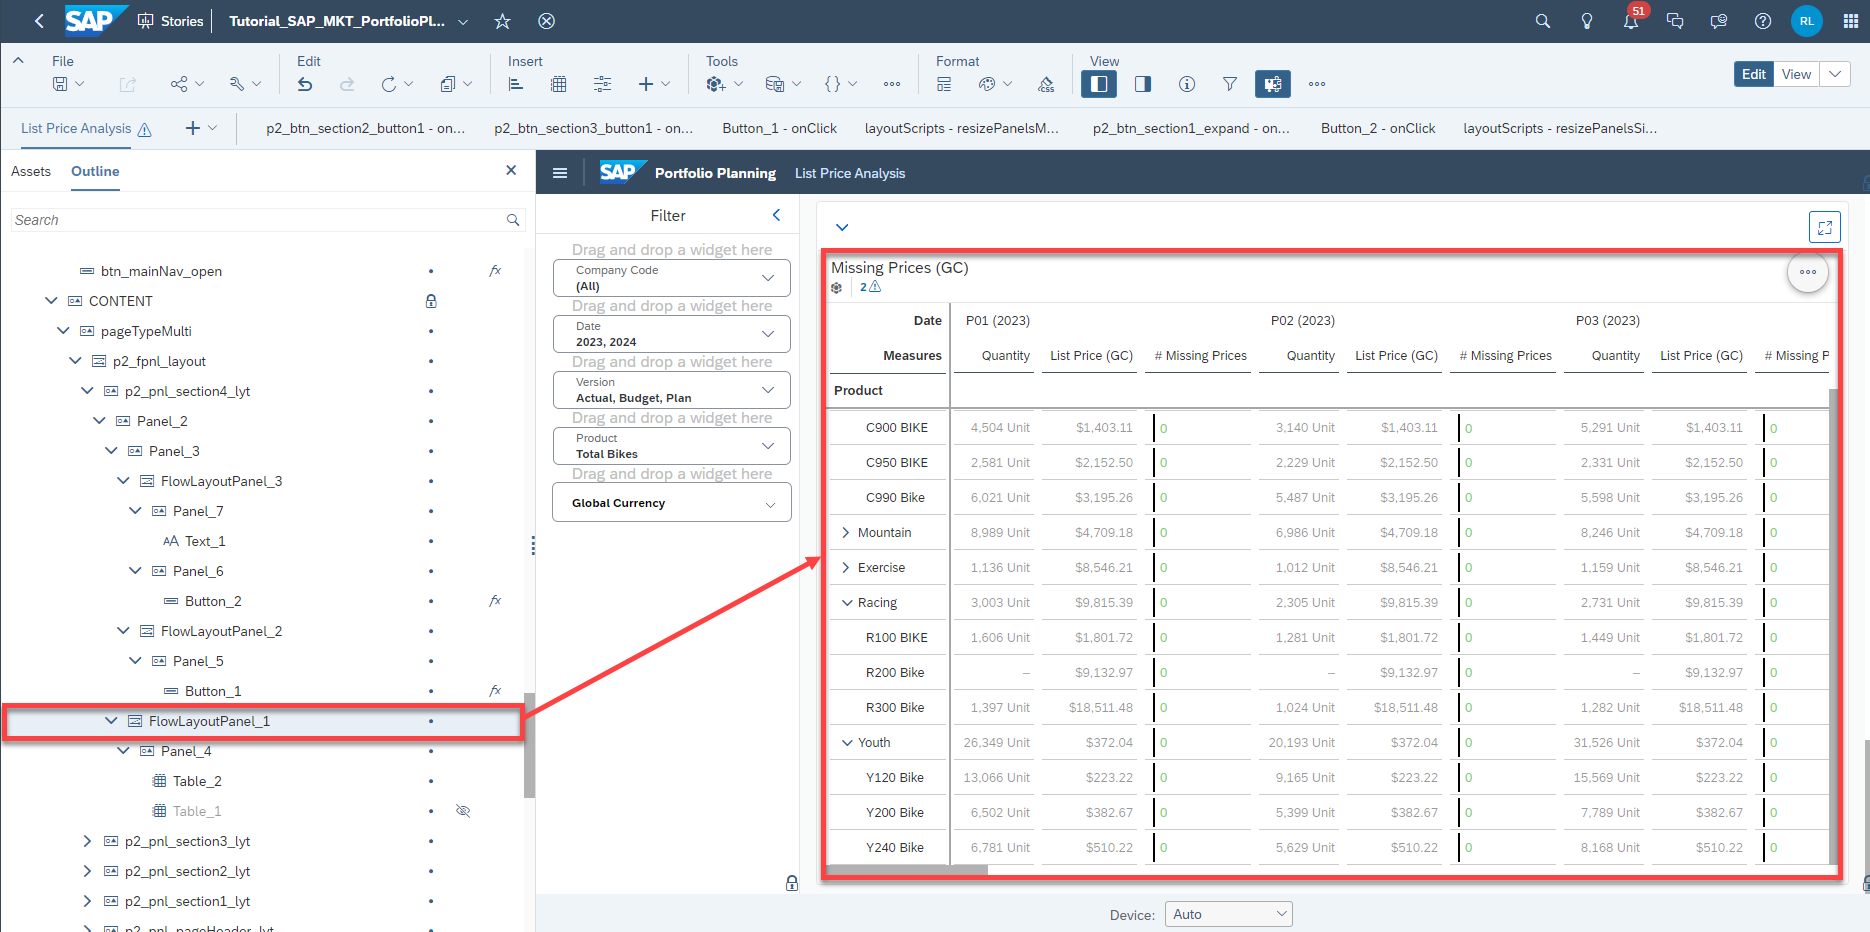 SAP Stories Tutorial_SAP_MKT_PortfolioPl... 51 RL
File Edit Insert Tools Format View
CSS
Edit View
List Price Analysis p2_btn_section2_button1 - on... p2_btn_section3_button1 - on... Button_1 - onClick layoutScripts - resizePanelsM... p2_btn_section1_expand - on... Button_2 - onClick layoutScripts - resizePanelsSi...
Assets Outline
Search
btn_mainNav_open fx
CONTENT
pageTypeMulti
p2_fpnl_layout
p2_pnl_section4_lyt
Panel_2
Panel_3
FlowLayoutPanel_3
Panel_7
AA Text_1
Panel_6
Button_2 fx
FlowLayoutPanel_2
Panel_5
Button_1 fx
FlowLayoutPanel_1
Panel_4
Table_2
Table_1
p2_pnl_section3_lyt
p2_pnl_section2_lyt
p2_pnl_section1_lyt
p2_pnl_pageHeader_lyt
SAP Portfolio Planning List Price Analysis
Filter
Drag and drop a widget here
Company Code
(All)
Drag and drop a widget here
Date
2023, 2024
Drag and drop a widget here
Version
Actual, Budget, Plan
Drag and drop a widget here
Product
Total Bikes
Drag and drop a widget here
Global Currency
Missing Prices (GC)
2
Date P01 (2023) P02 (2023) P03 (2023)
Measures Quantity List Price (GC) # Missing Prices Quantity List Price (GC) # Missing Prices Quantity List Price (GC) # Missing P
Product
C900 BIKE 4,504 Unit $1,403.11 0 3,140 Unit $1,403.11 0 5,291 Unit $1,403.11 0
C950 BIKE 2,581 Unit $2,152.50 0 2,229 Unit $2,152.50 0 2,331 Unit $2,152.50 0
C990 Bike 6,021 Unit $3,195.26 0 5,487 Unit $3,195.26 0 5,598 Unit $3,195.26 0
Mountain 8,989 Unit $4,709.18 0 6,986 Unit $4,709.18 0 8,246 Unit $4,709.18 0
Exercise 1,136 Unit $8,546.21 0 1,012 Unit $8,546.21 0 1,159 Unit $8,546.21 0
Racing 3,003 Unit $9,815.39 0 2,305 Unit $9,815.39 0 2,731 Unit $9,815.39 0
R100 BIKE 1,606 Unit $1,801.72 0 1,281 Unit $1,801.72 0 1,449 Unit $1,801.72 0
R200 Bike – $9,132.97 0 – $9,132.97 0 – $9,132.97 0
R300 Bike 1,397 Unit $18,511.48 0 1,024 Unit $18,511.48 0 1,282 Unit $18,511.48 0
Youth 26,349 Unit $372.04 0 20,193 Unit $372.04 0 31,526 Unit $372.04 0
Y120 Bike 13,066 Unit $223.22 0 9,165 Unit $223.22 0 15,569 Unit $223.22 0
Y200 Bike 6,502 Unit $382.67 0 5,399 Unit $382.67 0 7,789 Unit $382.67 0
Y240 Bike 6,781 Unit $510.22 0 5,629 Unit $510.22 0 8,168 Unit $510.22 0
Device: Auto